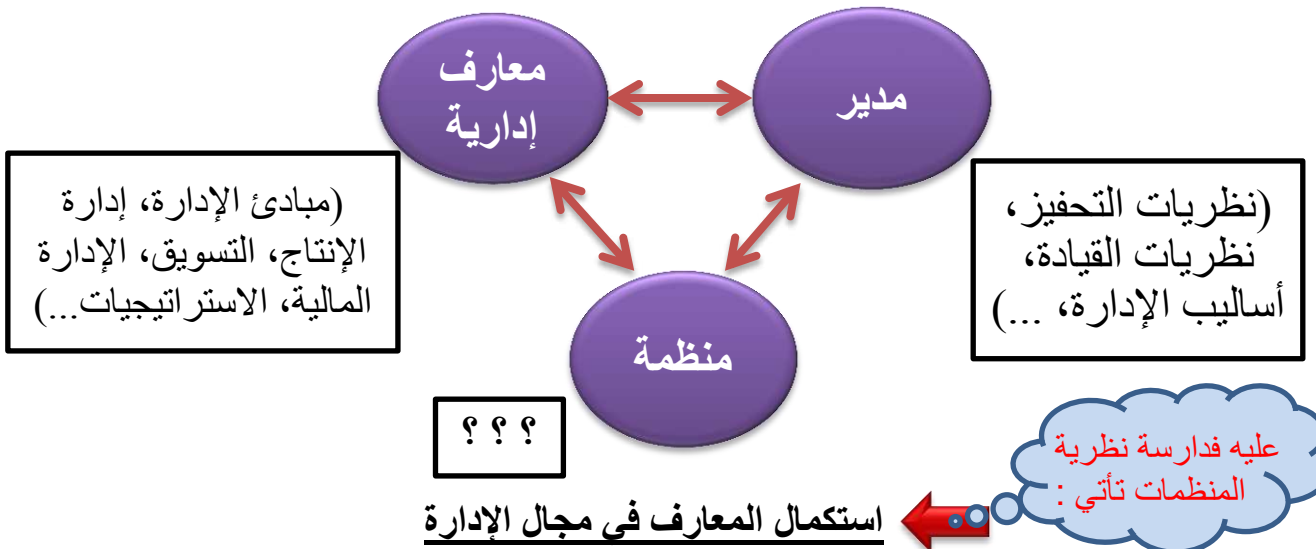 مدير
معارف
إدارية
(نظريات التحفيز،
نظريات القيادة،
أساليب الإدارة، ...)
(مبادئ الإدارة، إدارة
الإنتاج، التسويق، الإدارة
المالية، الاستراتيجيات...)
منظمة
؟ ؟ ؟
عليه فدارسة نظرية
المنظمات تأتي :
استكمال المعارف في مجال الإدارة